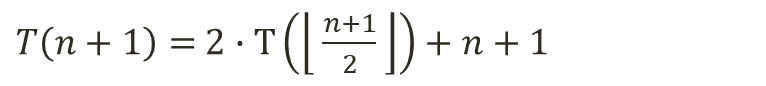 T(n + 1) = 2 · T(⌊(n+1)/2⌋) + n + 1